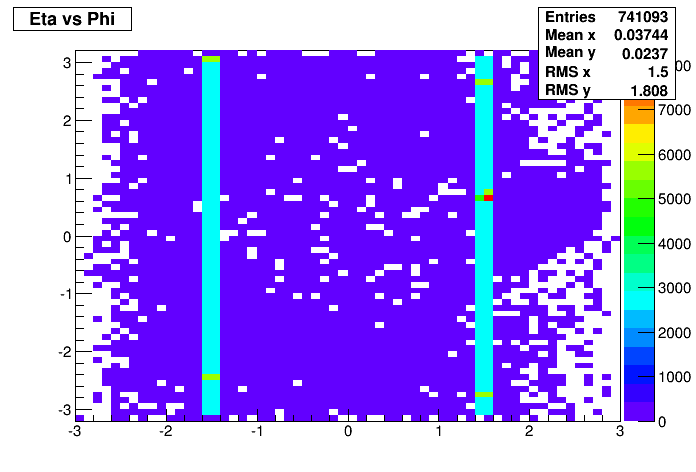 Eta vs Phi
Entries 741093
Mean x 0.03744
Mean y 0.0237
RMS x 1.5
RMS y 1.808
3
2
1
0
-1
-2
-3
-3 -2 -1 0 1 2 3
7000
6000
5000
4000
3000
2000
1000
0